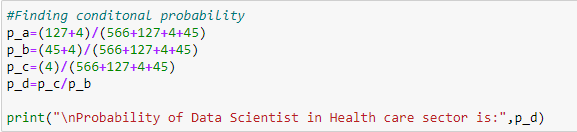 #Finding conditonal probability
p_a=(127+4)/(566+127+4+45)
p_b=(45+4)/(566+127+4+45)
p_c=(4)/(566+127+4+45)
p_d=p_c/p_b
print("\nProbability of Data Scientist in Health care sector is:",p_d)